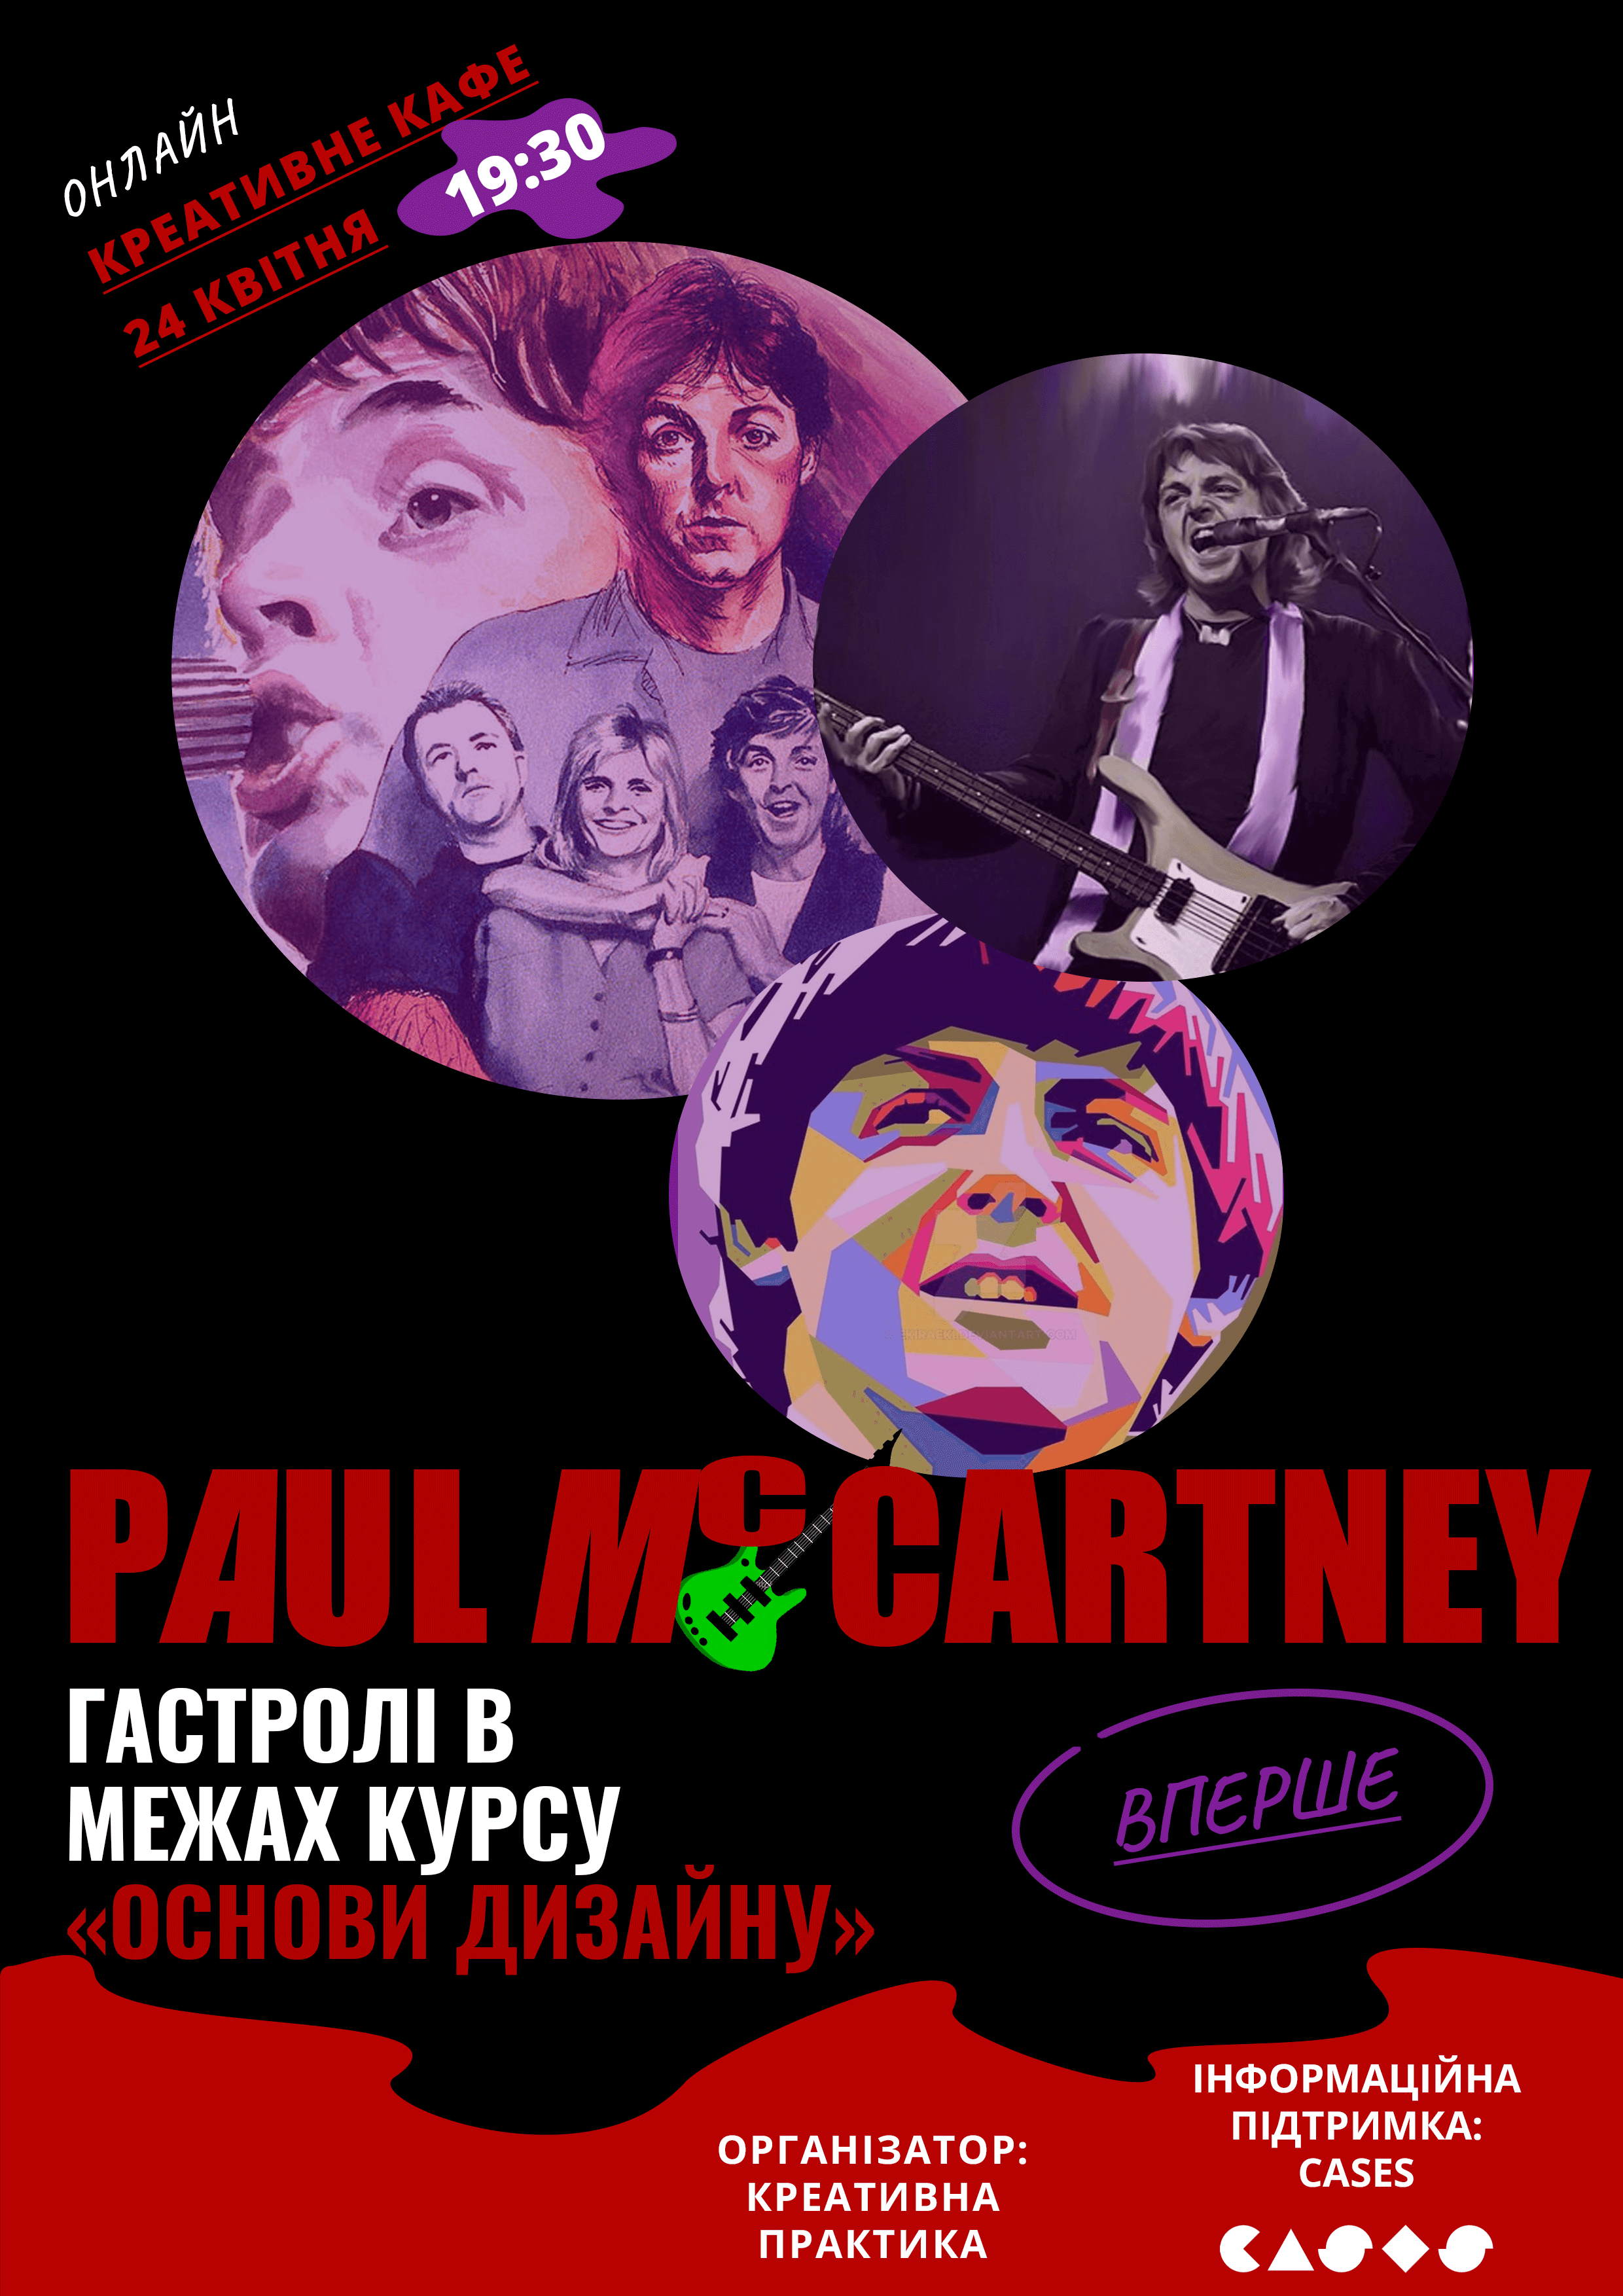 ОНЛАЙН
КРЕАТИВНЕ КАФЕ
24 КВІТНЯ
19:30
PAUL McCARTNEY
ГАСТРОЛІ В
МЕЖАХ КУРСУ
«ОСНОВИ ДИЗАЙНУ»
ВПЕРШЕ
ОРГАНІЗАТОР:
КРЕАТИВНА
ПРАКТИКА
ІНФОРМАЦІЙНА
ПІДТРИМКА:
CASES
CASES